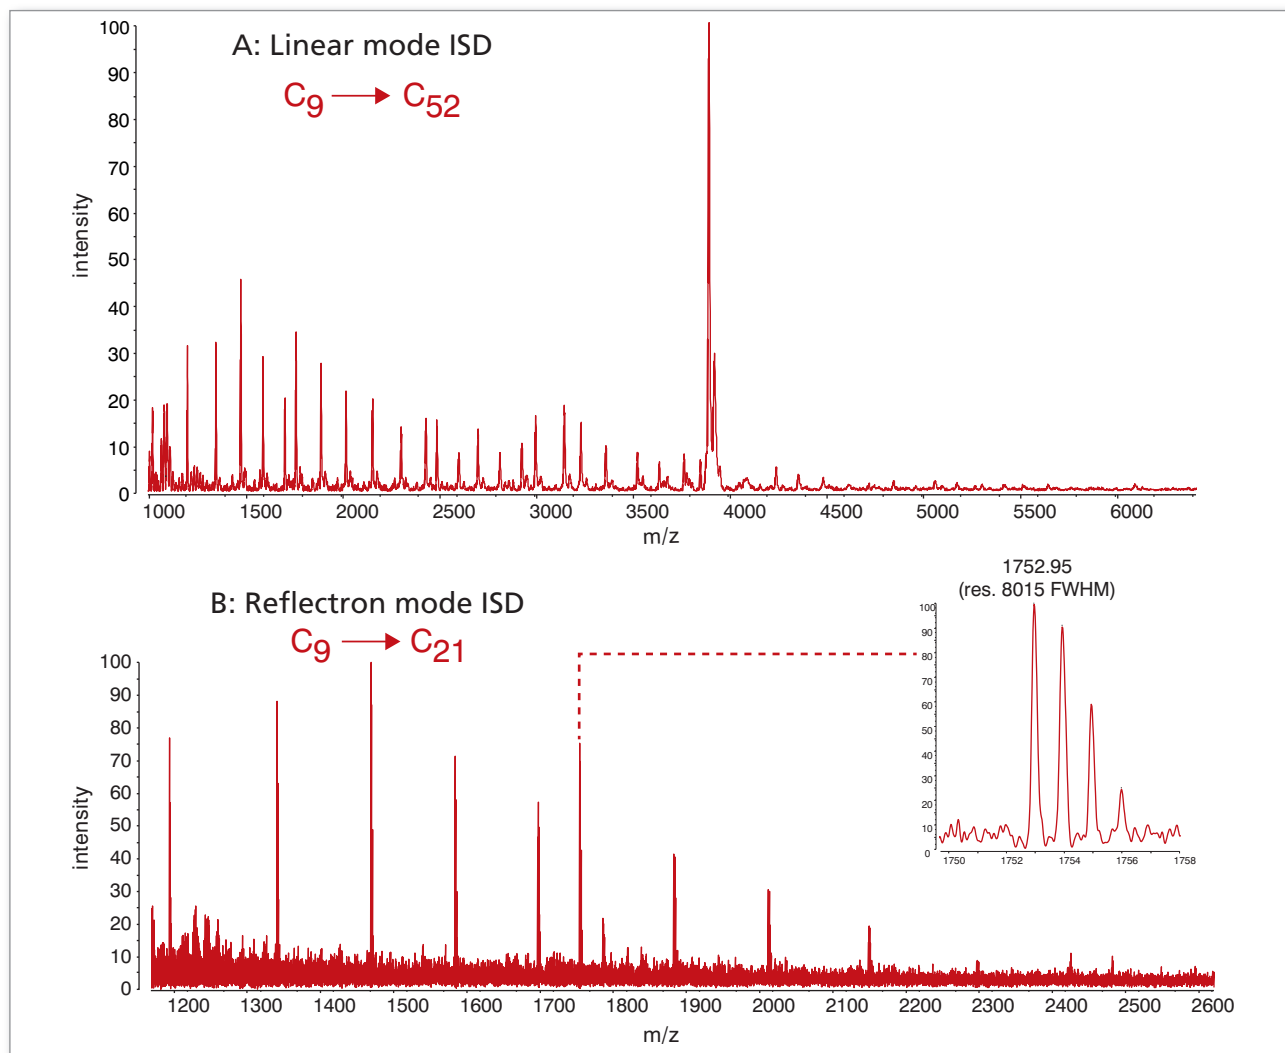 A: Linear mode ISD
C9 → C52
intensity
100
90
80
70
60
50
40
30
20
10
0
1000 1500 2000 2500 3000 3500 4000 4500 5000 5500 6000
m/z
B: Reflectron mode ISD
C9 → C21
intensity
100
90
80
70
60
50
40
30
20
10
0
1200 1300 1400 1500 1600 1700 1800 1900 2000 2100 2200 2300 2400 2500 2600
m/z
1752.95
(res. 8015 FWHM)
100
90
80
70
60
50
40
30
20
10
0
1750 1752 1754 1756 1758